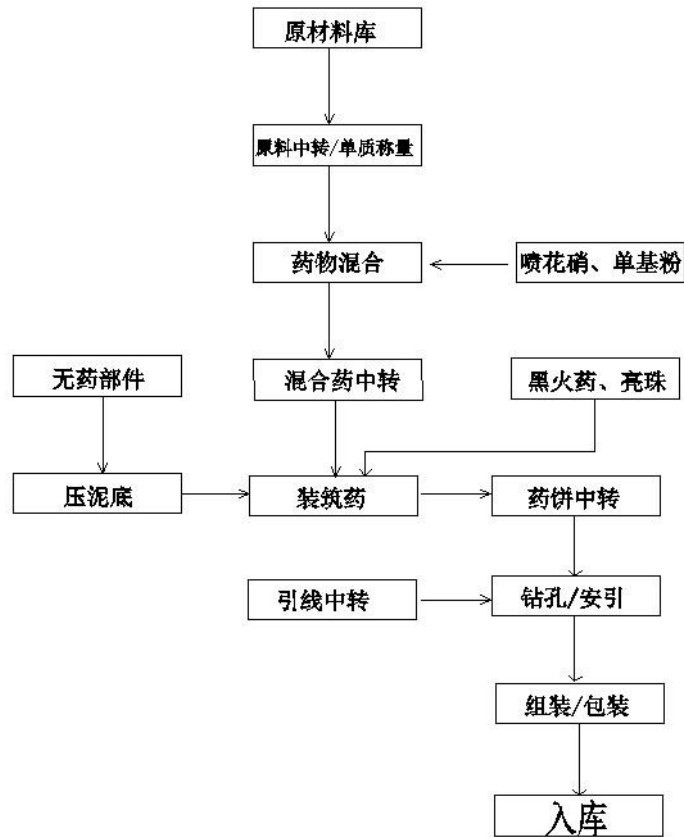 原材料库
原料中转/单质称量
药物混合
喷花硝、单基粉
无药部件
混合药中转
黑火药、亮珠
压泥底
装筑药
药饼中转
引线中转
钻孔/安引
组装/包装
入库